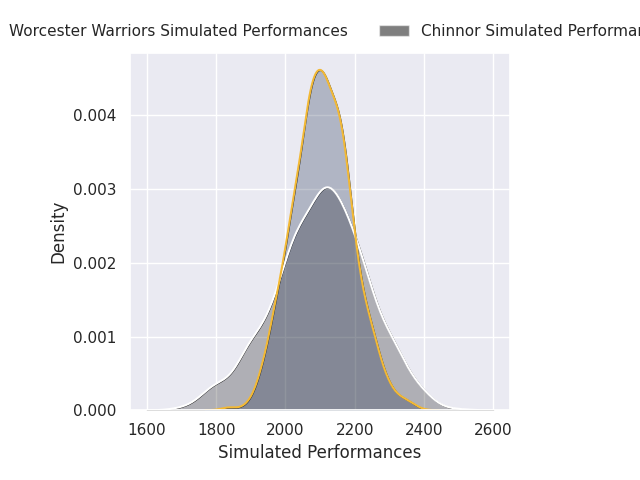 Worcester Warriors Simulated Performances Chinnor Simulated
0.004
0.003
0.002
0.001
0.000
Density
1600 1800 2000 2200 2400 2600
Simulated Performances